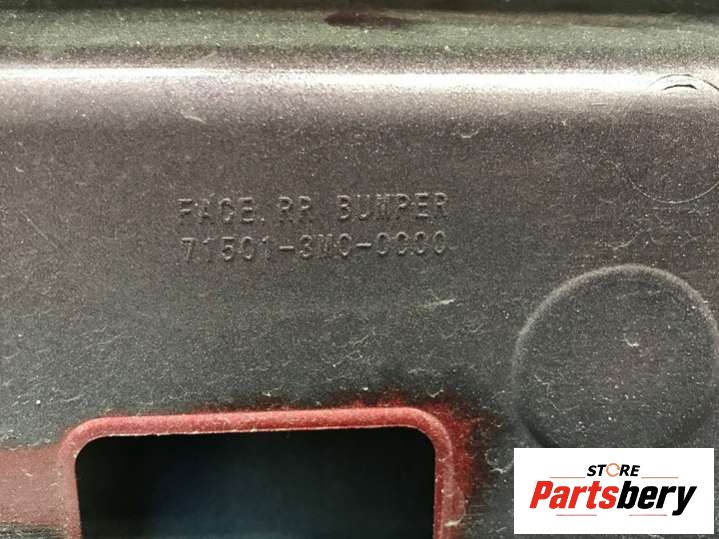 FACE.RR BUMPER
71501-3M0-0000
STORE
Partsbery